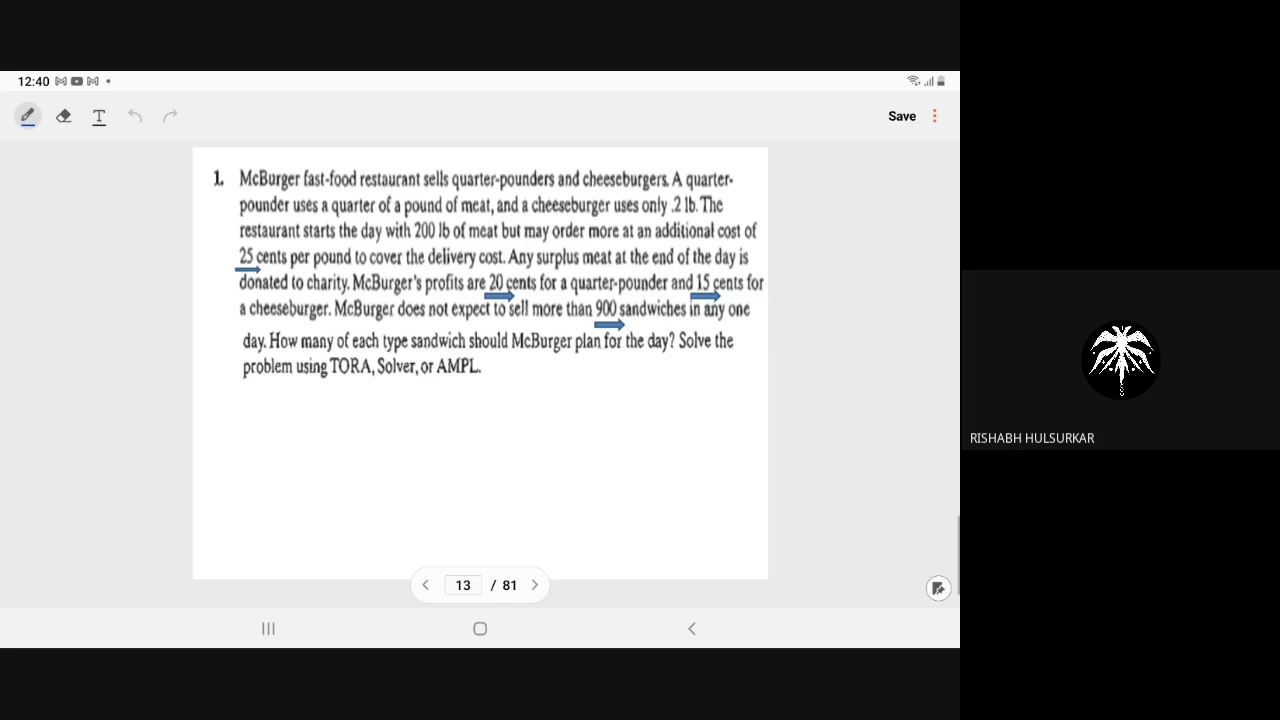 12:40
Save
1. McBurger fast-food restaurant sells quarter-pounders and cheeseburgers. A quarter-
pounder uses a quarter of a pound of meat, and a cheeseburger uses only .2 lb. The
restaurant starts the day with 200 lb of meat but may order more at an additional cost of
25 cents per pound to cover the delivery cost. Any surplus meat at the end of the day is
donated to charity. McBurger's profits are 20 cents for a quarter-pounder and 15 cents for
a cheeseburger. McBurger does not expect to sell more than 900 sandwiches in any one
day. How many of each type sandwich should McBurger plan for the day? Solve the
problem using TORA, Solver, or AMPL.
RISHABH HULSURKAR
13 / 81